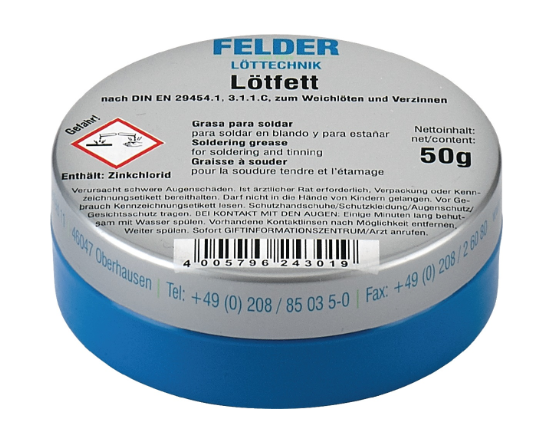 FELDER
LÖTTECHNIK
Lötfett
nach DIN EN 29454.1, 3.1.1.C, zum Weichlöten und Verzinnen
Gefahr!
Enthält: Zinkchlorid
Grasa para soldar
para soldar en blando y para estañar
Soldering grease
for soldering and tinning
Graisse à souder
pour la soudure tendre et l'étamage
Nettoinhalt:
net/content:
50g
Verursacht schwere Augenschäden. Ist ärztlicher Rat erforderlich, Verpackung oder Kenn-
zeichnungsetikett bereithalten. Darf nicht in die Hände von Kindern gelangen. Vor Ge-
brauch Kennzeichnungsetikett lesen. Schutzhandschuhe/Schutzkleidung/Augenschutz/
Gesichtsschutz tragen. BEI KONTAKT MIT DEN AUGEN: Einige Minuten lang behut-
sam mit Wasser spülen. Vorhandene Kontaktlinsen nach Möglichkeit entfernen.
Weiter spülen. Sofort GIFTINFORMATIONSZENTRUM/Arzt anrufen.
4 005796 243019
46047 Oberhausen | Tel: +49 (0) 208 / 85 03 5-0 | Fax: +49 (0) 208 / 2 60 80